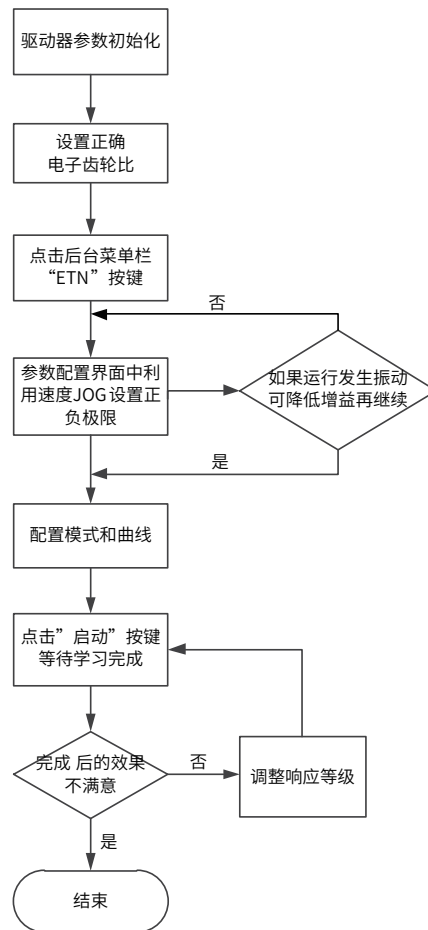 驱动器参数初始化
设置正确
电子齿轮比
点击后台菜单栏
“ETN”按键
否
参数配置界面中利
用速度JOG设置正
负极限
如果运行发生振动
可降低增益再继续
是
配置模式和曲线
点击”启动”按键
等待学习完成
完成 后的效果
不满意
否
调整响应等级
是
结束